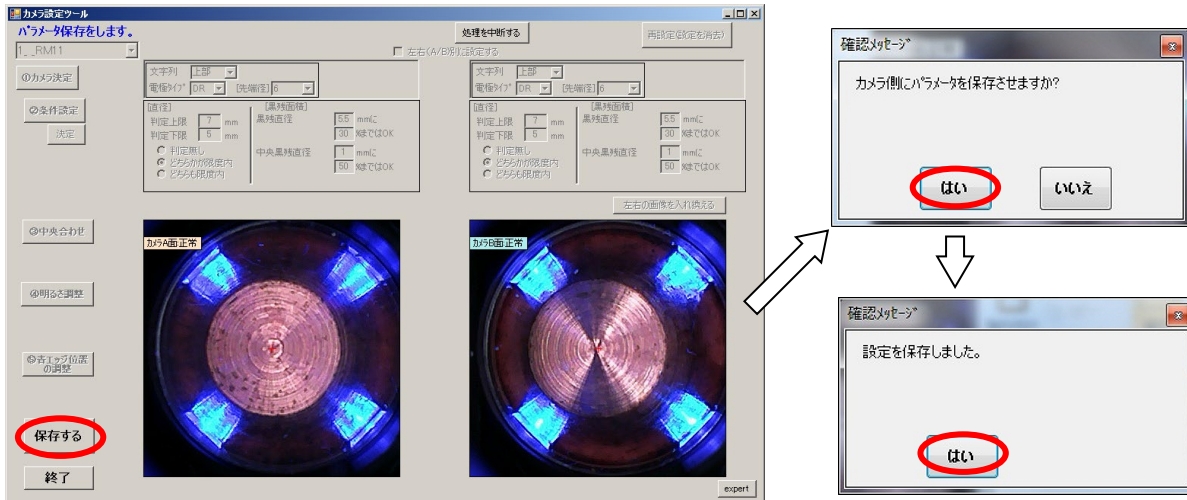 カメラ設定ツール
パラメータ保存をします。
処理を中断する
再設定(設定を消去)
1__RM11
左右(A/B)別に設定する
①カメラ決定
②条件設定
決定
③中央合わせ
④明るさ調整
⑤青エッジ位置
の調整
保存する
終了
文字列 上部
電極タイプ DR [先端径] 6
[直径] [黒残面積]
判定上限 7 mm 黒残直径 5.5 mmに
判定下限 5 mm 30 %まではOK
判定無し 中央黒残直径 1 mmに
どちらかが限度内 50 %まではOK
どちらも限度内
文字列 上部
電極タイプ DR [先端径] 6
[直径] [黒残面積]
判定上限 7 mm 黒残直径 5.5 mmに
判定下限 5 mm 30 %まではOK
判定無し 中央黒残直径 1 mmに
どちらかが限度内 50 %まではOK
どちらも限度内
左右の画像を入れ換える
カメラA面正常
カメラB面正常
expert
確認メッセージ
カメラ側にパラメータを保存させますか?
はい いいえ
確認メッセージ
設定を保存しました。
はい